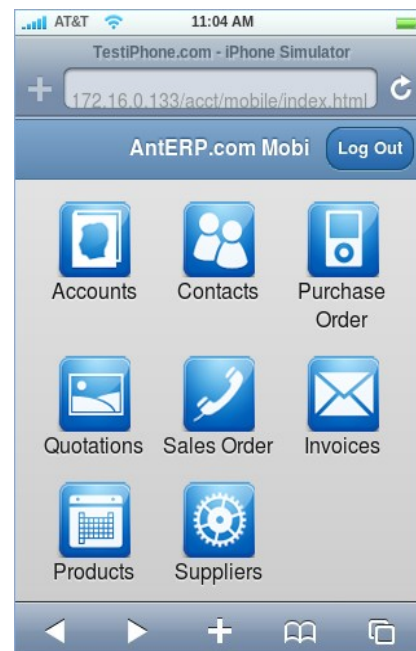 AT&T 11:04 AM
TestiPhone.com - iPhone Simulator
172.16.0.133/acct/mobile/index.html
AntERP.com Mobi Log Out
Accounts Contacts Purchase
Order
Quotations Sales Order Invoices
Products Suppliers